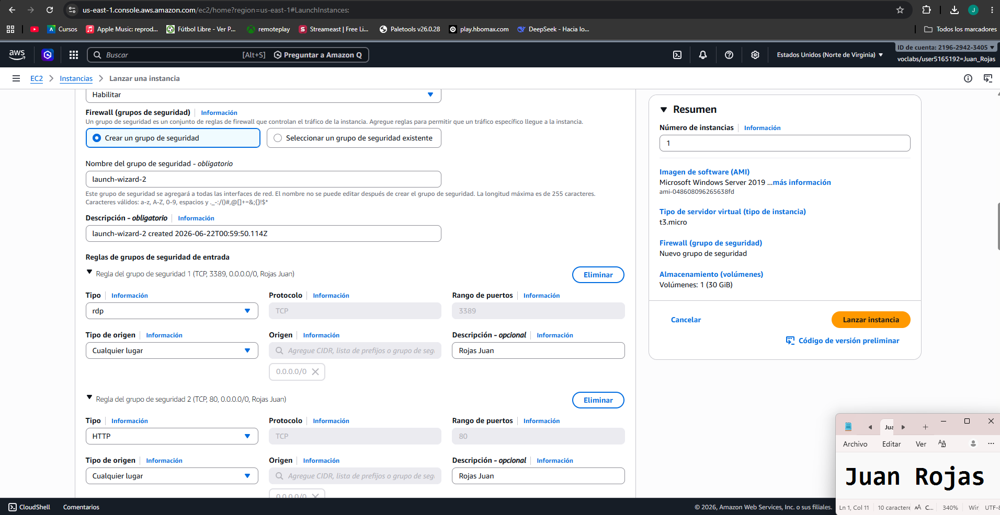 us-east-1.console.aws.amazon.com/ec2/home?region=us-east-1#LaunchInstances:
J
Cursos
Apple Music: reprod...
Fútbol Libre - Ver P...
remoteplay
Streameast | Free Li...
Paletools v26.0.28
play.hbomax.com
DeepSeek - Hacia lo...
Todos los marcadores
aws
Buscar
[Alt+S]
Preguntar a Amazon Q
Estados Unidos (Norte de Virginia)
ID de cuenta: 2196-2942-3405
voclabs/user5165192=Juan_Rojas
EC2
Instancias
Lanzar una instancia
Habilitar
Firewall (grupos de seguridad)
Información
Un grupo de seguridad es un conjunto de reglas de firewall que controlan el tráfico de la instancia. Agregue reglas para permitir que un tráfico específico llegue a la instancia.
Crear un grupo de seguridad
Seleccionar un grupo de seguridad existente
Nombre del grupo de seguridad - obligatorio
launch-wizard-2
Este grupo de seguridad se agregará a todas las interfaces de red. El nombre no se puede editar después de crear el grupo de seguridad. La longitud máxima es de 255 caracteres.
Caracteres válidos: a-z, A-Z, 0-9, espacios y ._-:/()#,@[]+=&;{}!$*
Descripción - obligatorio
Información
launch-wizard-2 created 2026-06-22T00:59:50.114Z
Reglas de grupos de seguridad de entrada
Regla del grupo de seguridad 1 (TCP, 3389, 0.0.0.0/0, Rojas Juan)
Eliminar
Tipo
Información
Protocolo
Información
Rango de puertos
Información
rdp
TCP
3389
Tipo de origen
Información
Origen
Información
Descripción - opcional
Información
Cualquier lugar
Agregue CIDR, lista de prefijos o grupo de seg
Rojas Juan
0.0.0.0/0
Regla del grupo de seguridad 2 (TCP, 80, 0.0.0.0/0, Rojas Juan)
Eliminar
Tipo
Información
Protocolo
Información
Rango de puertos
Información
HTTP
TCP
80
Tipo de origen
Información
Origen
Información
Descripción - opcional
Información
Cualquier lugar
Agregue CIDR, lista de prefijos o grupo de seg
Rojas Juan
0.0.0.0/0
Resumen
Número de instancias
Información
1
Imagen de software (AMI)
Microsoft Windows Server 2019 ...más información
ami-048608096265638fd
Tipo de servidor virtual (tipo de instancia)
t3.micro
Firewall (grupo de seguridad)
Nuevo grupo de seguridad
Almacenamiento (volúmenes)
Volúmenes: 1 (30 GiB)
Cancelar
Lanzar instancia
Código de versión preliminar
Jua
Archivo
Editar
Ver
Juan Rojas
Ln 1, Col 11
10 caractere
C...
340%
Wir
UTF-8
CloudShell
Comentarios
© 2026, Amazon Web Services, Inc. o sus filiales.